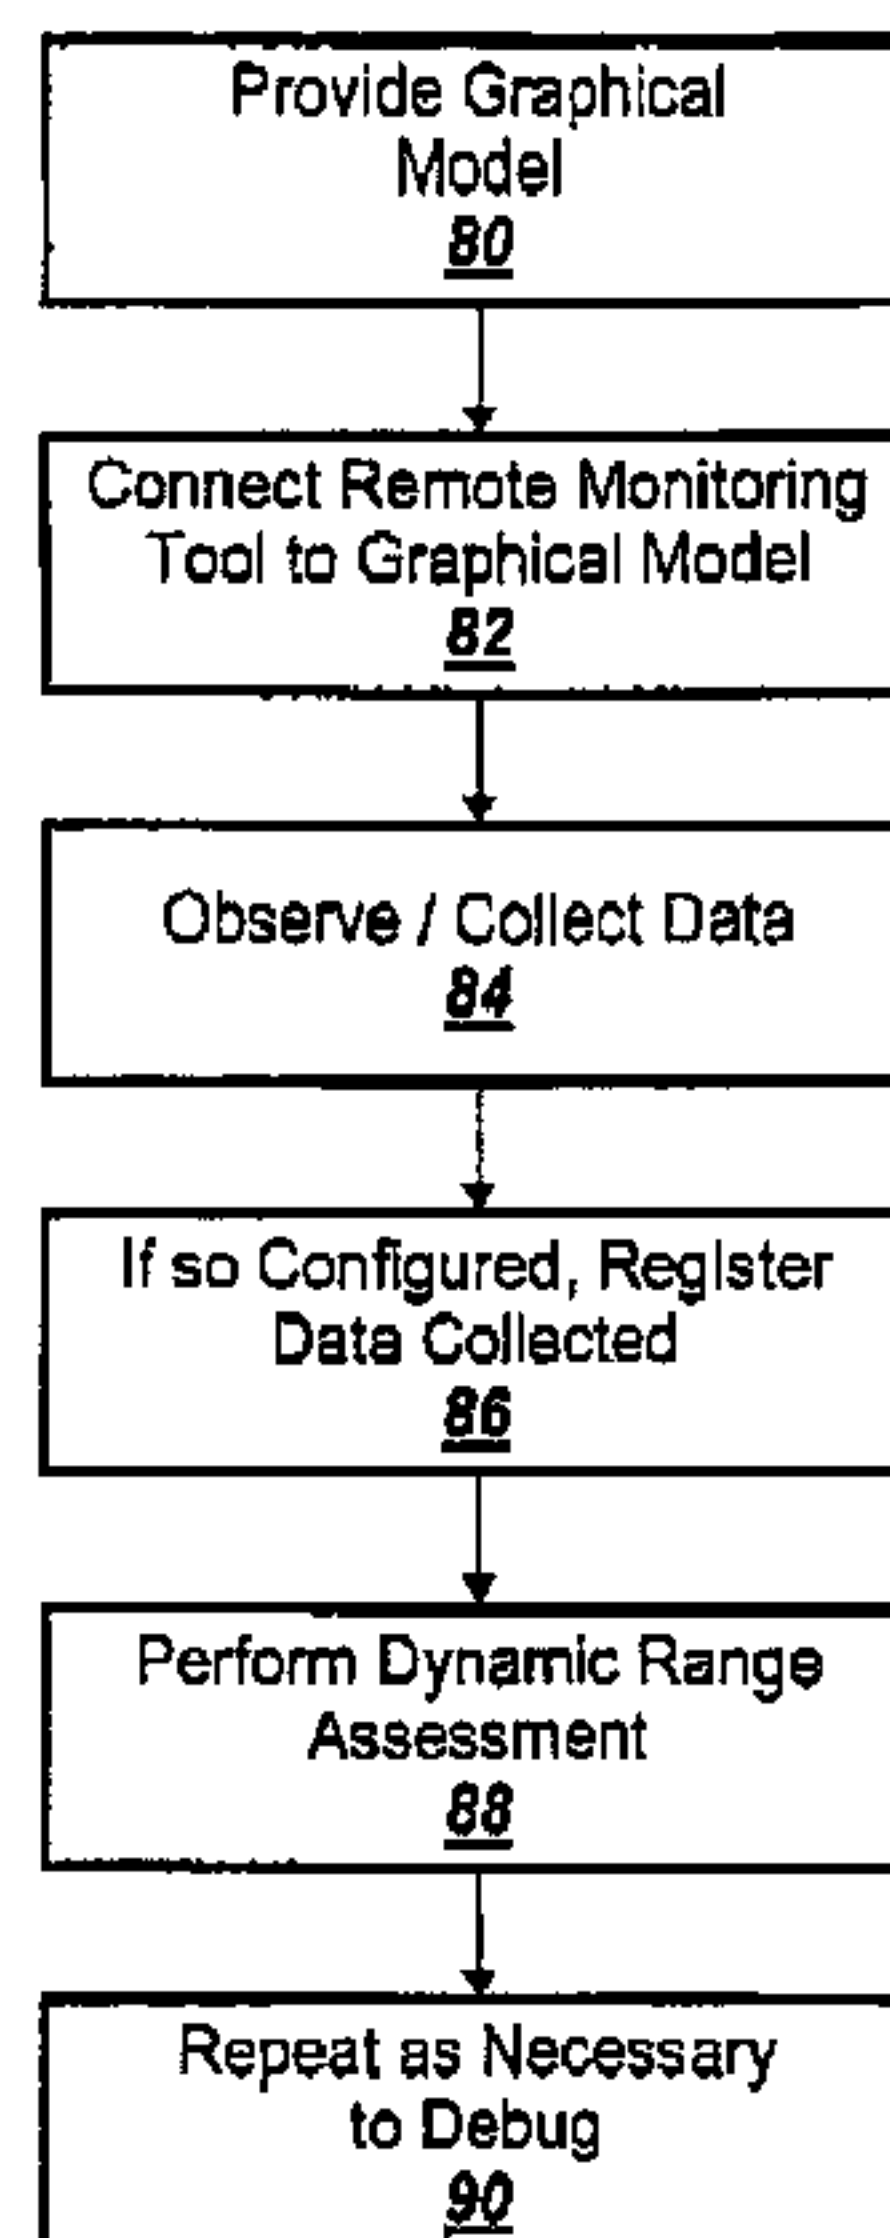 Provide Graphical
Model
80
Connect Remote Monitoring
Tool to Graphical Model
82
Observe / Collect Data
84
If so Configured, Register
Data Collected
86
Perform Dynamic Range
Assessment
88
Repeat as Necessary
to Debug
90